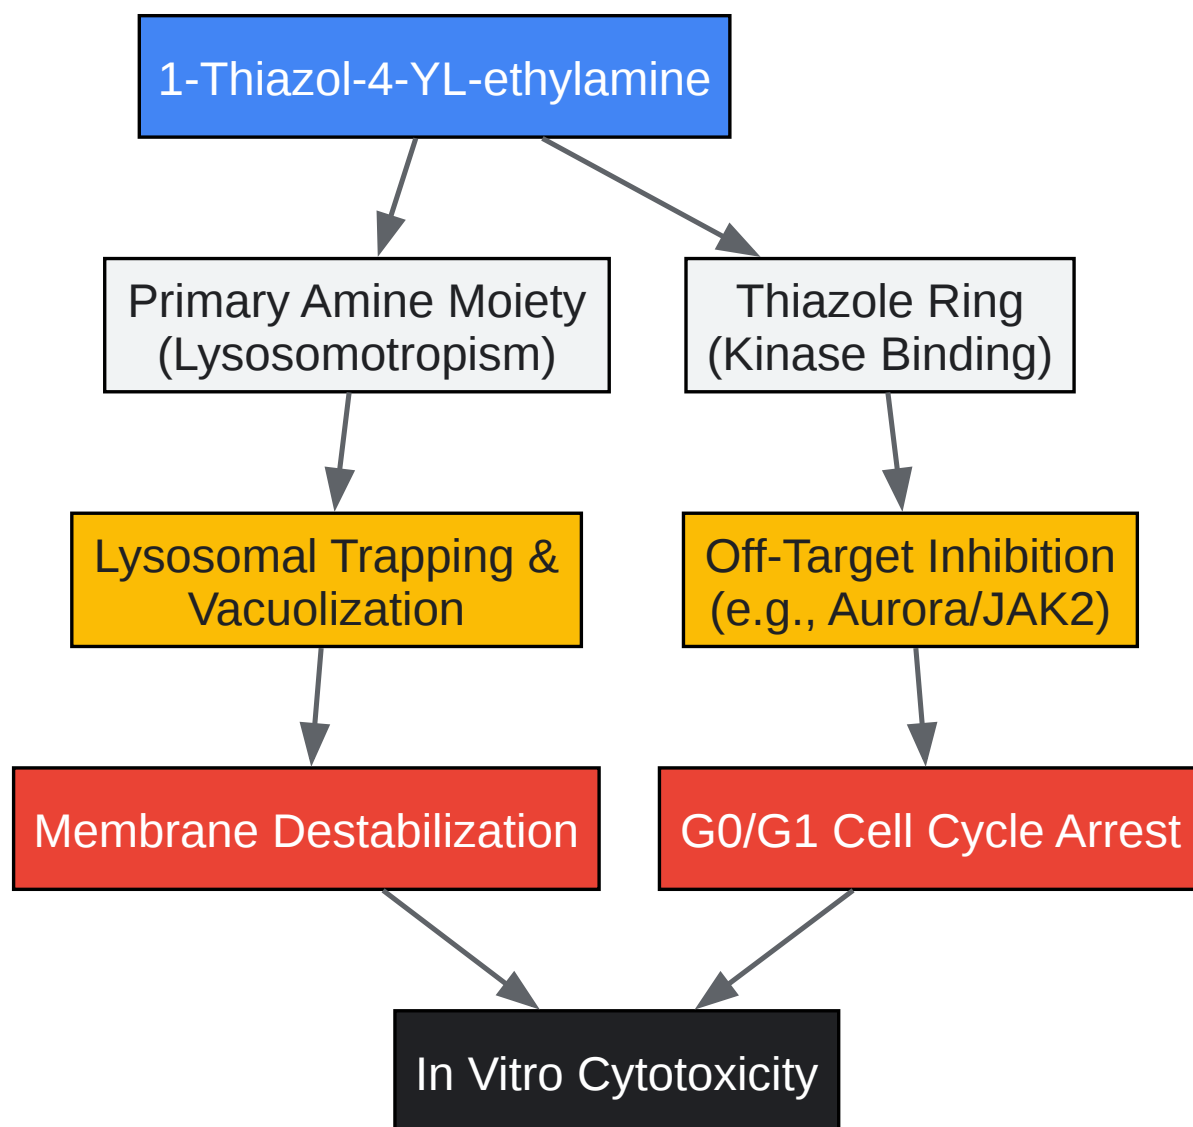 1-Thiazol-4-YL-ethylamine
Primary Amine Moiety
(Lysosomotropism)
Thiazole Ring
(Kinase Binding)
Lysosomal Trapping &
Vacuolization
Off-Target Inhibition
(e.g., Aurora/JAK2)
Membrane Destabilization
G0/G1 Cell Cycle Arrest
In Vitro Cytotoxicity